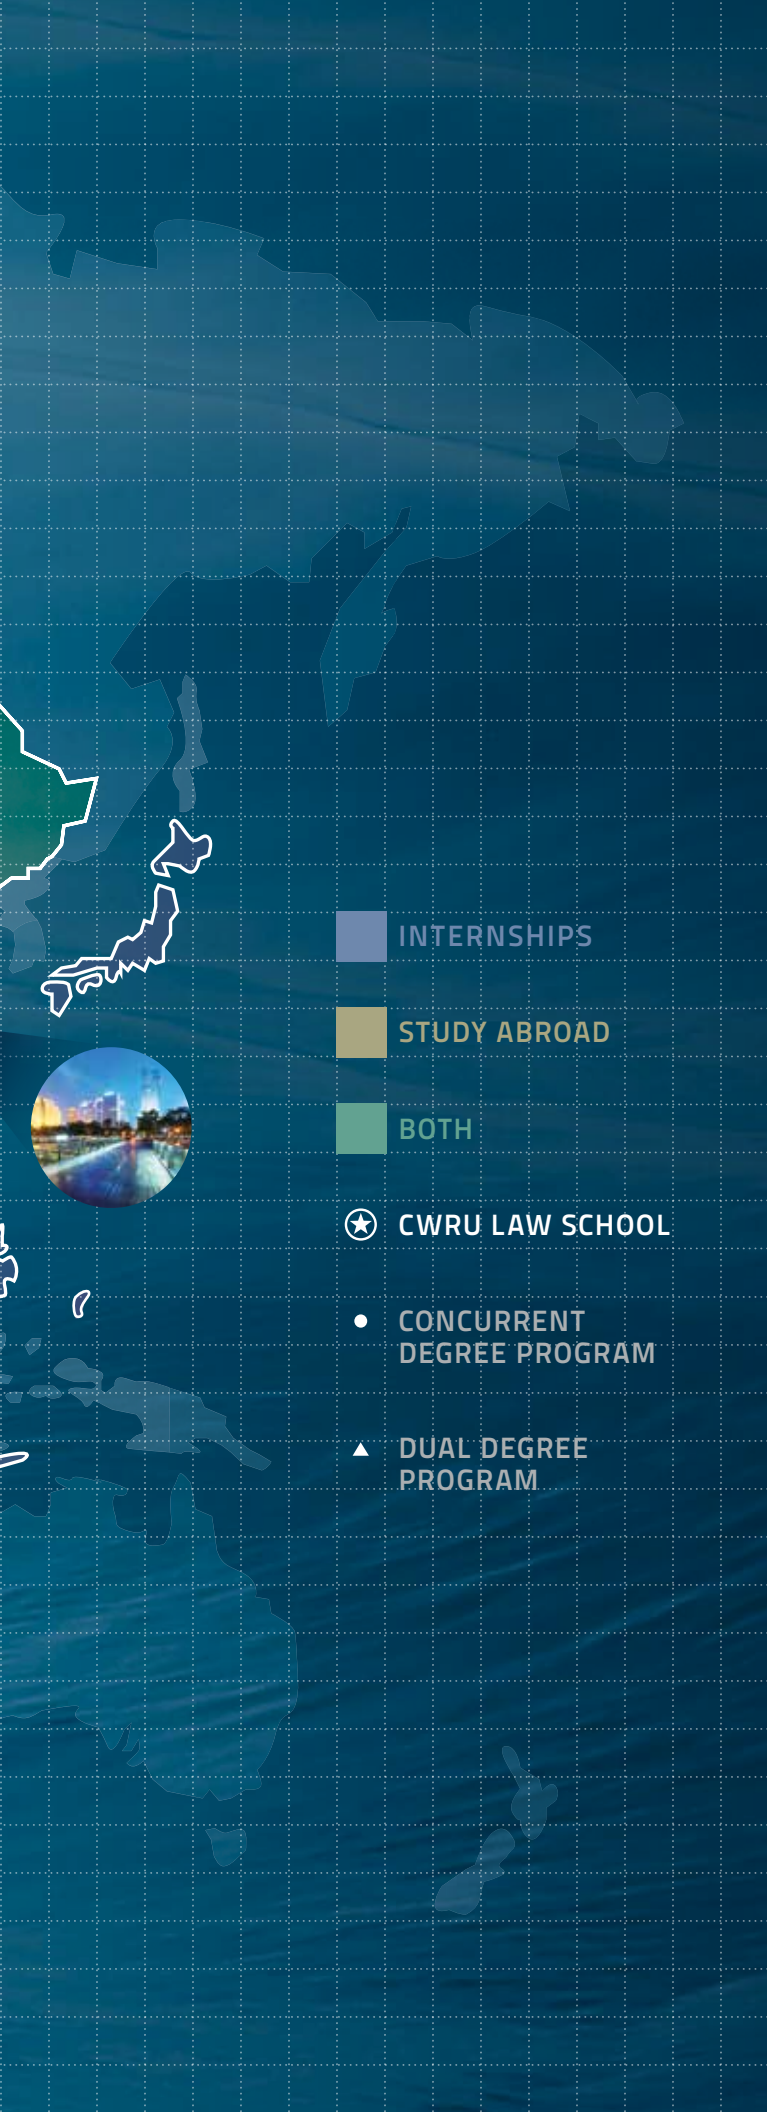 INTERNSHIPS
STUDY ABROAD
BOTH
CWRU LAW SCHOOL
CONCURRENT
DEGREE PROGRAM
DUAL DEGREE
PROGRAM